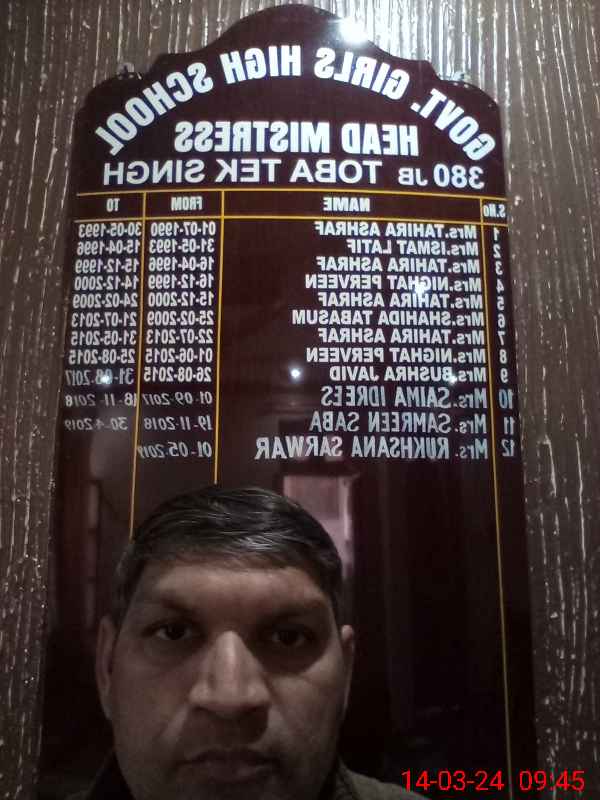 GOVT. GIRLS HIGH SCHOOL
HEAD MISTRESS
380 JB TOBA TEK SINGH
S.No NAME FROM TO
1 Mrs.TAHIRA ASHRAF 01-07-1990 30-05-1993
2 Mrs.ISMAT LATIF 31-05-1993 15-04-1996
3 Mrs.TAHIRA ASHRAF 16-04-1996 15-12-1999
4 Mrs.NIGHAT PERVEEN 16-12-1999 14-12-2000
5 Mrs.TAHIRA ASHRAF 15-12-2000 24-02-2009
6 Mrs.SHAHIDA TABASUM 25-02-2009 21-07-2013
7 Mrs.TAHIRA ASHRAF 22-07-2013 31-05-2015
8 Mrs.NIGHAT PERVEEN 01-06-2015 25-08-2015
9 Mrs.BUSHRA JAVID 26-08-2015 31-08-2017
10 Mrs.SAIMA IDREES 01-09-2017 18-11-2018
11 Mrs.SAMREEN SABA 19-11-2018 30-4-2019
12 Mrs.RUKHSANA SARWAR 01-05-2019
14-03-24 09:45